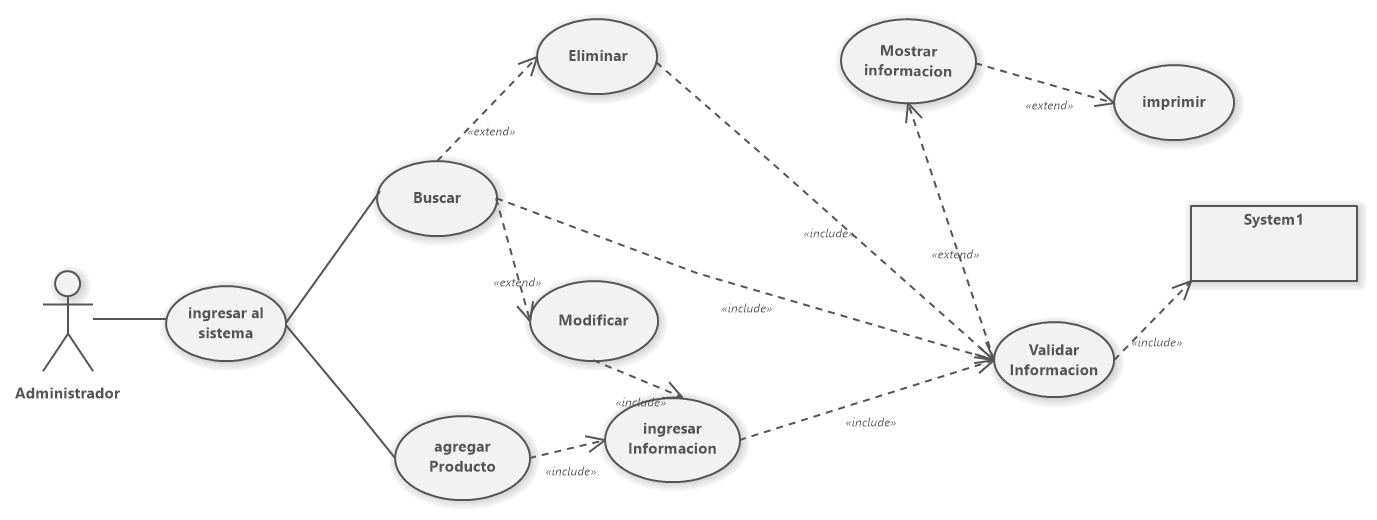 Eliminar
Mostrar
informacion
imprimir
«extend»
«extend»
Buscar
System1
«include»
«extend»
«extend»
ingresar al
sistema
«include»
Modificar
Validar
Informacion
«include»
Administrador
«include»
ingresar
Informacion
«include»
agregar
Producto
«include»